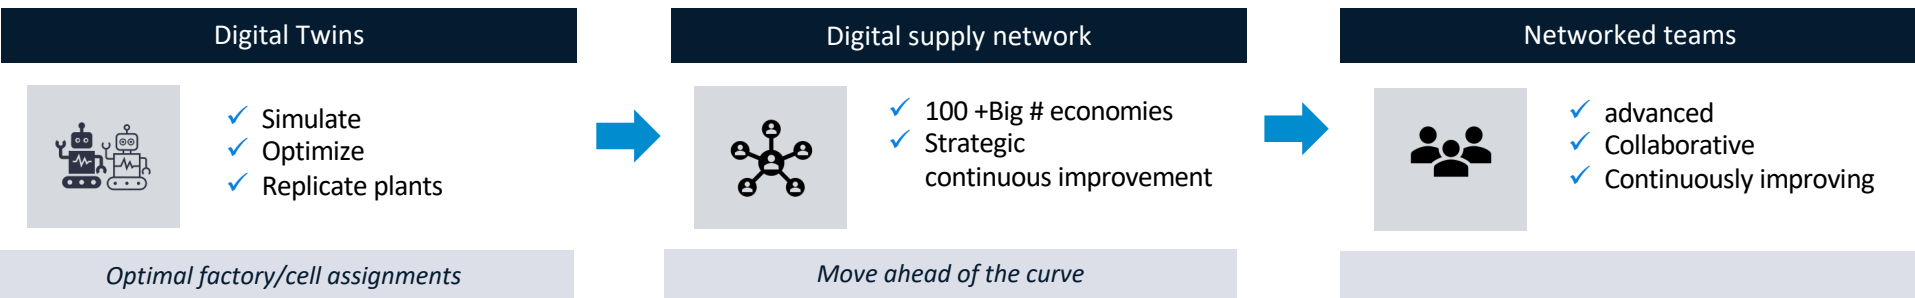 Digital Twins
Simulate
Optimize
Replicate plants
Optimal factory/cell assignments
Digital supply network
100 +Big # economies
Strategic
continuous improvement
Move ahead of the curve
Networked teams
advanced
Collaborative
Continuously improving